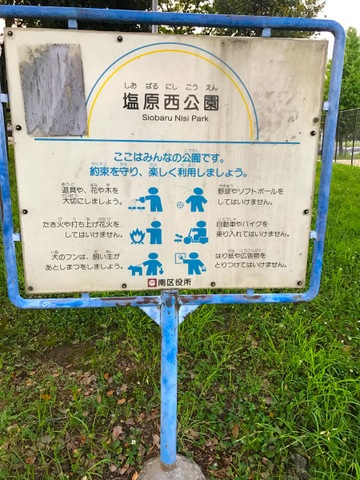 しお ばる にし こう えん
塩原西公園
Siobaru Nisi Park
ここはみんなの公園です。
約束を守り、楽しく利用しましょう。
遊具や、花や木を
大切にしましょう。
野球やソフトボールを
してはいけません。
たき火や打ち上げ花火を
してはいけません。
自動車やバイクを
乗り入れてはいけません。
犬のフンは、飼い主が
あとしまつをしましょう。
はり紙や広告物を
とりつけてはいけません。
南区役所